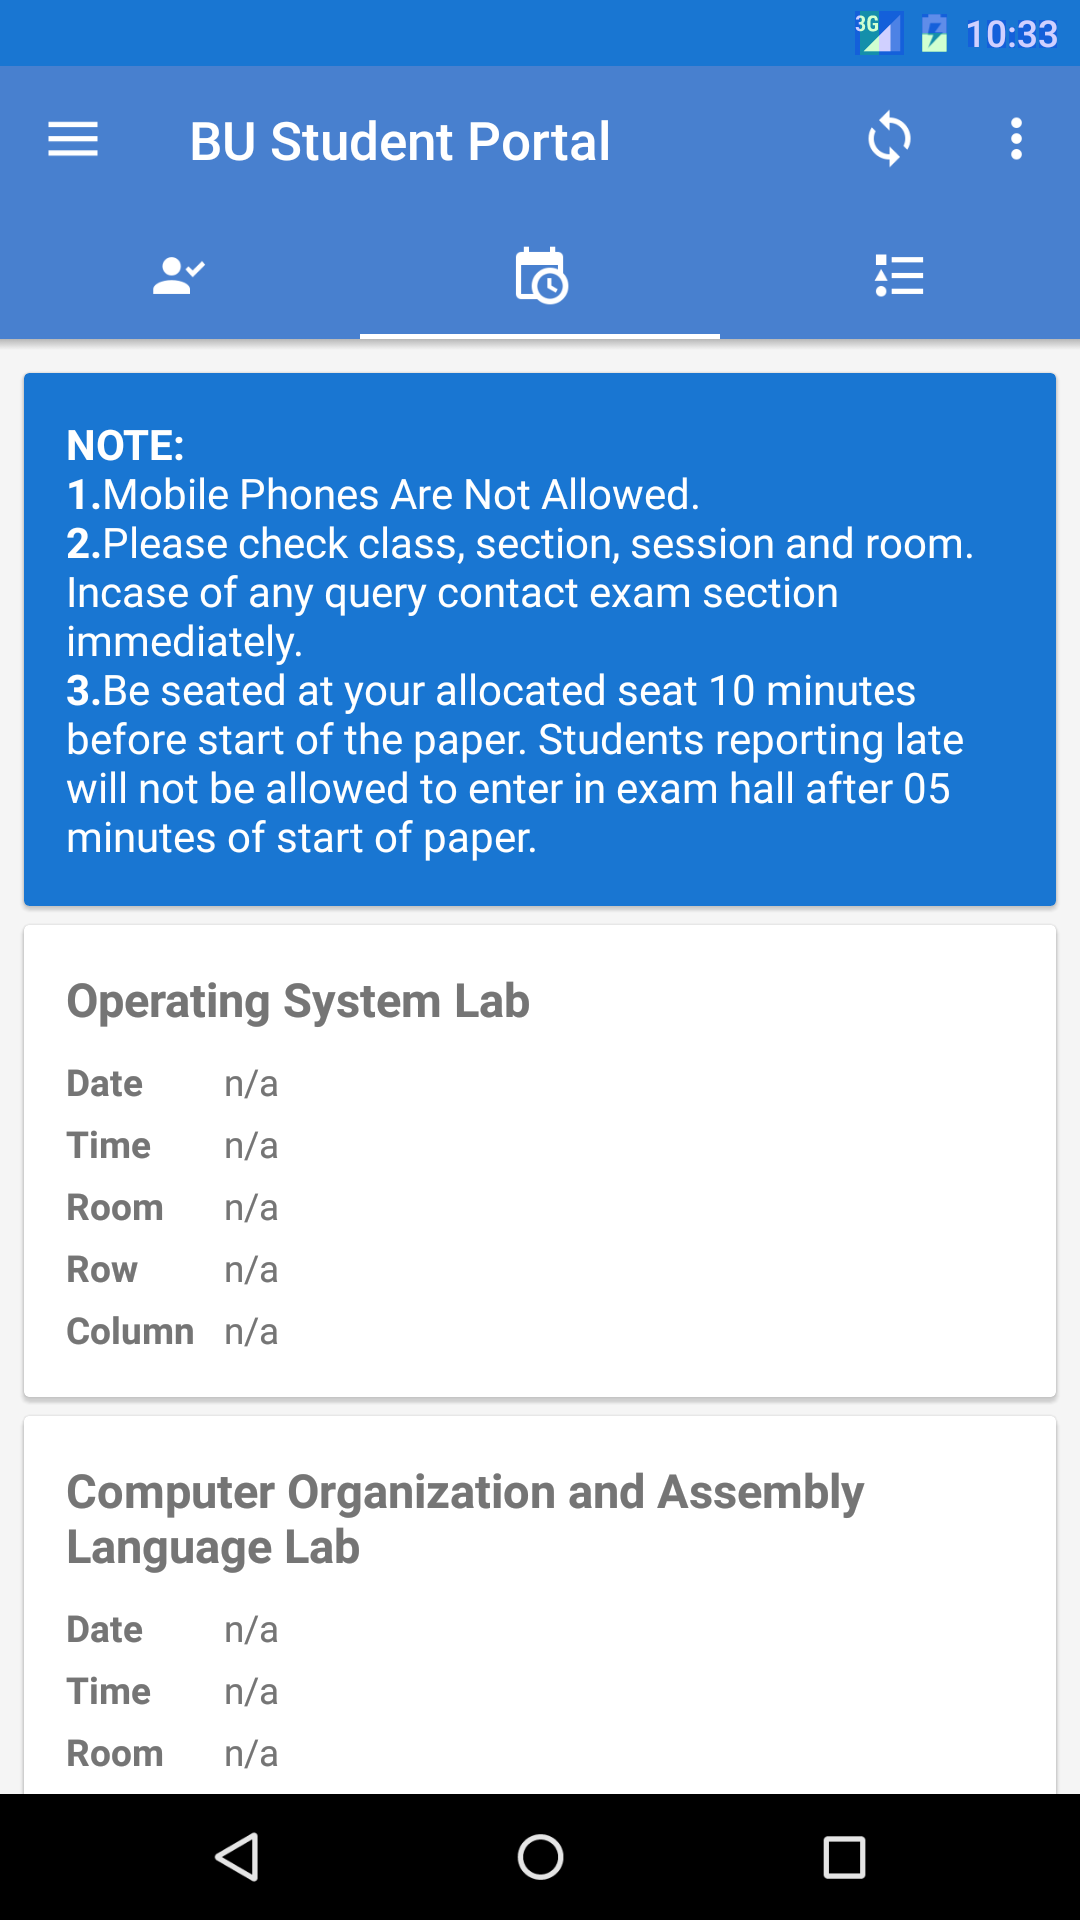 3G 10:33
BU Student Portal
NOTE:
1.Mobile Phones Are Not Allowed.
2.Please check class, section, session and room.
Incase of any query contact exam section
immediately.
3.Be seated at your allocated seat 10 minutes
before start of the paper. Students reporting late
will not be allowed to enter in exam hall after 05
minutes of start of paper.
Operating System Lab
Date n/a
Time n/a
Room n/a
Row n/a
Column n/a
Computer Organization and Assembly
Language Lab
Date n/a
Time n/a
Room n/a